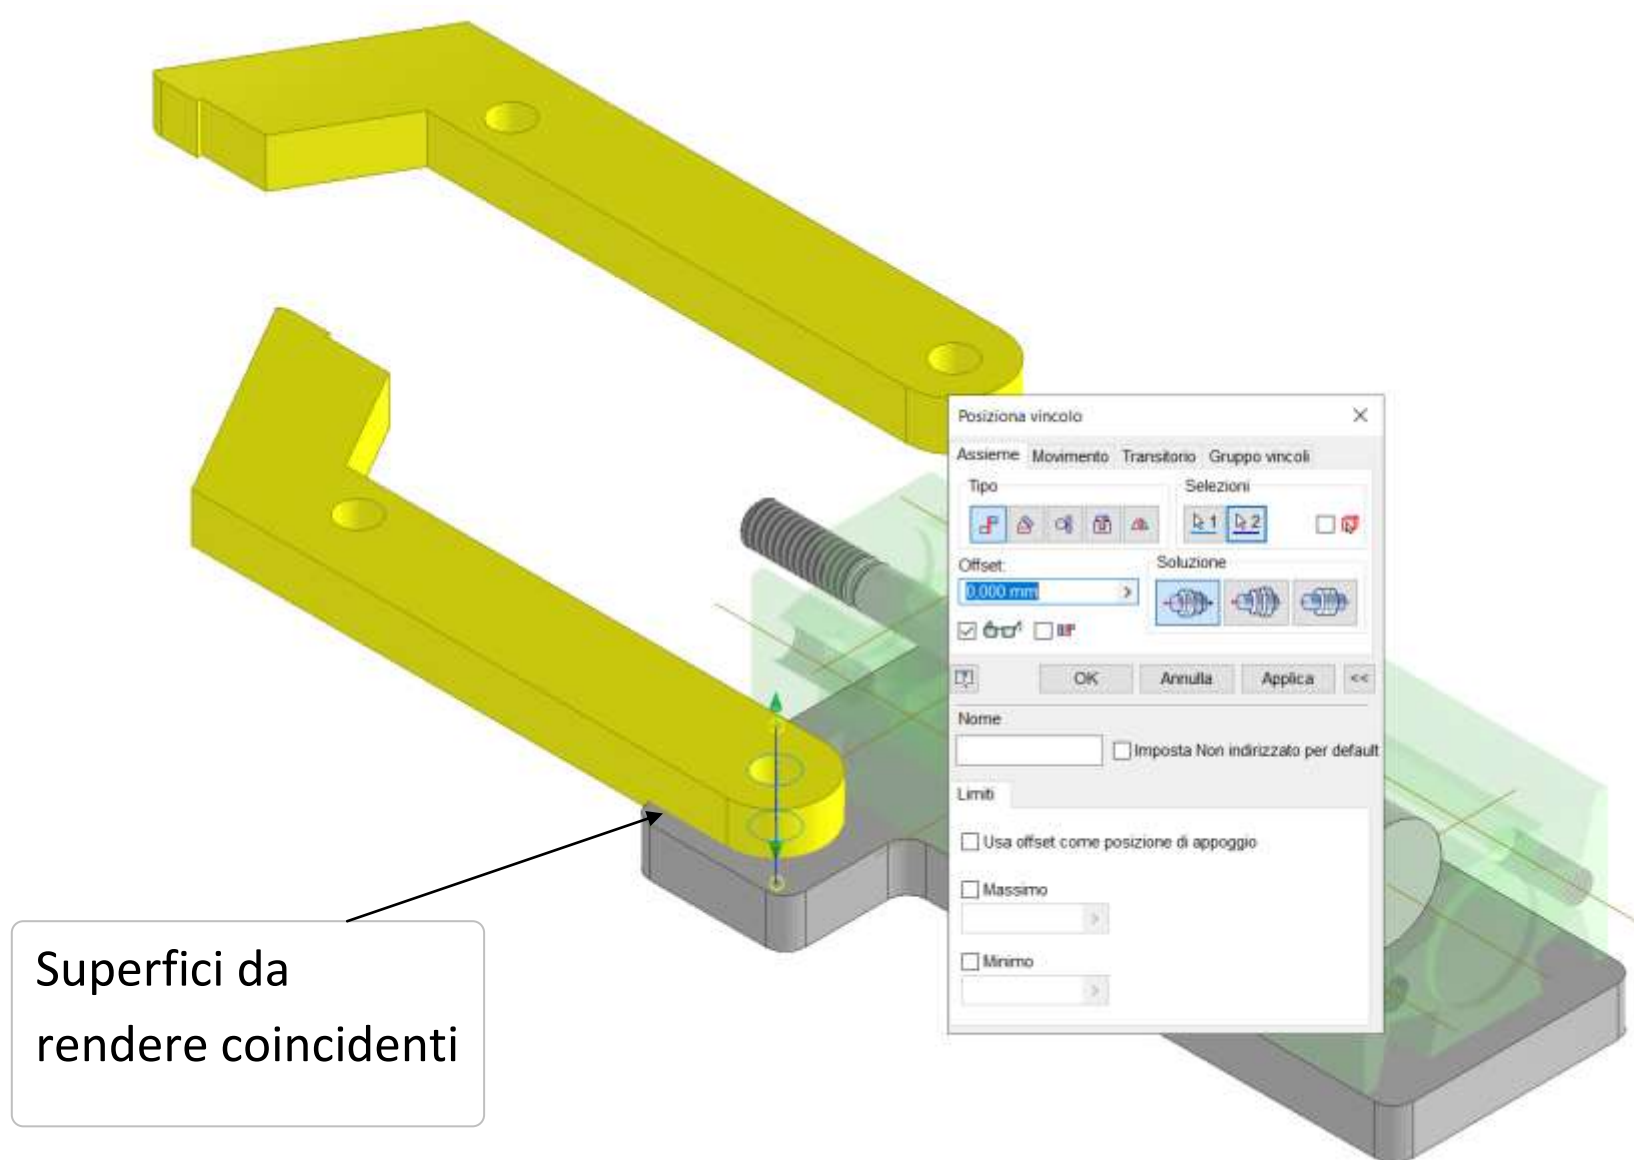 Posiziona vincolo
Assieme Movimento Transitorio Gruppo vincoli
Tipo
Selezioni
1 2
Offset:
Soluzione
0,000 mm
OK Annulla Applica <<
Nome
Imposta Non indirizzato per default
Limiti
Usa offset come posizione di appoggio
Massimo
Minimo
Superfici da
rendere coincidenti